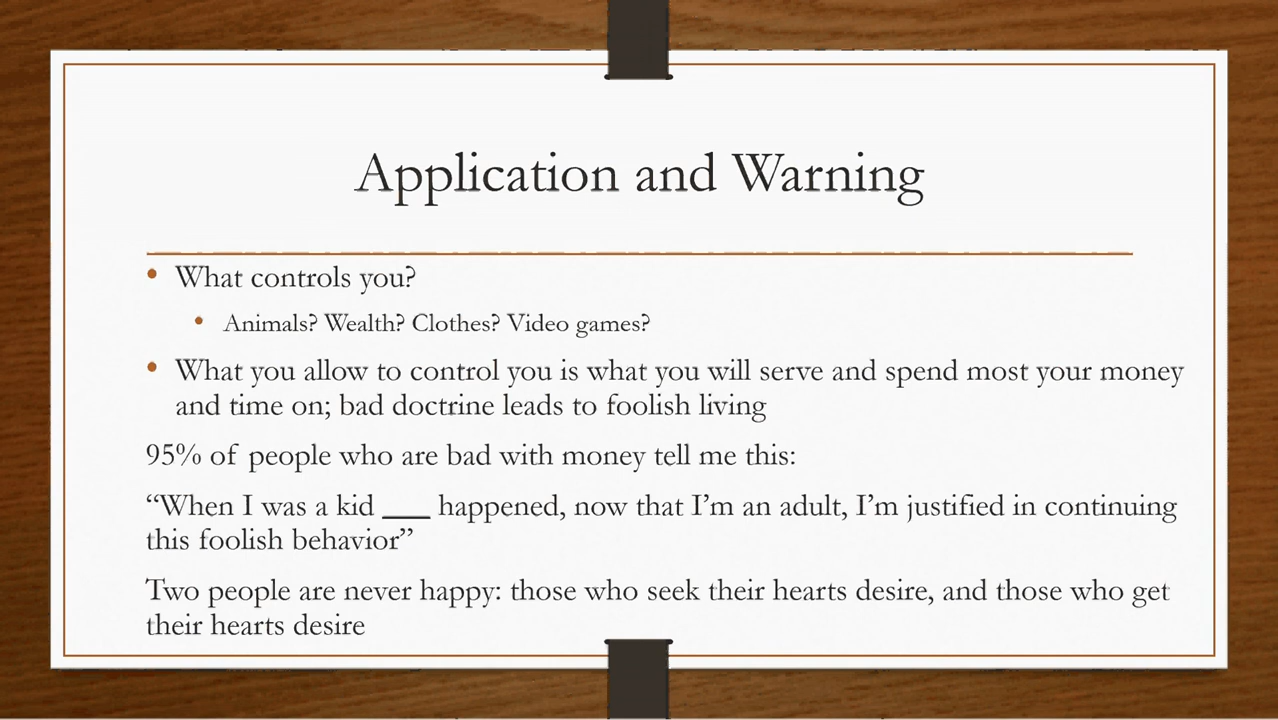 Application and Warning
• What controls you?
• Animals? Wealth? Clothes? Video games?
• What you allow to control you is what you will serve and spend most your money
and time on; bad doctrine leads to foolish living
95% of people who are bad with money tell me this:
“When I was a kid ___ happened, now that I’m an adult, I’m justified in continuing
this foolish behavior”
Two people are never happy: those who seek their hearts desire, and those who get
their hearts desire